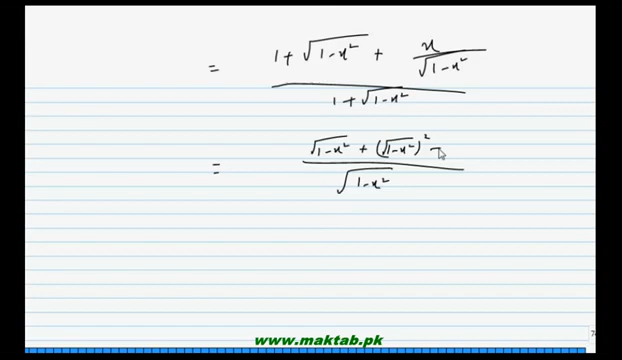 = (1 + √(1-x²) + x/√(1-x²)) / (1 + √(1-x²))
= (√(1-x²) + (√(1-x²))²) / √(1-x²)
www.maktab.pk